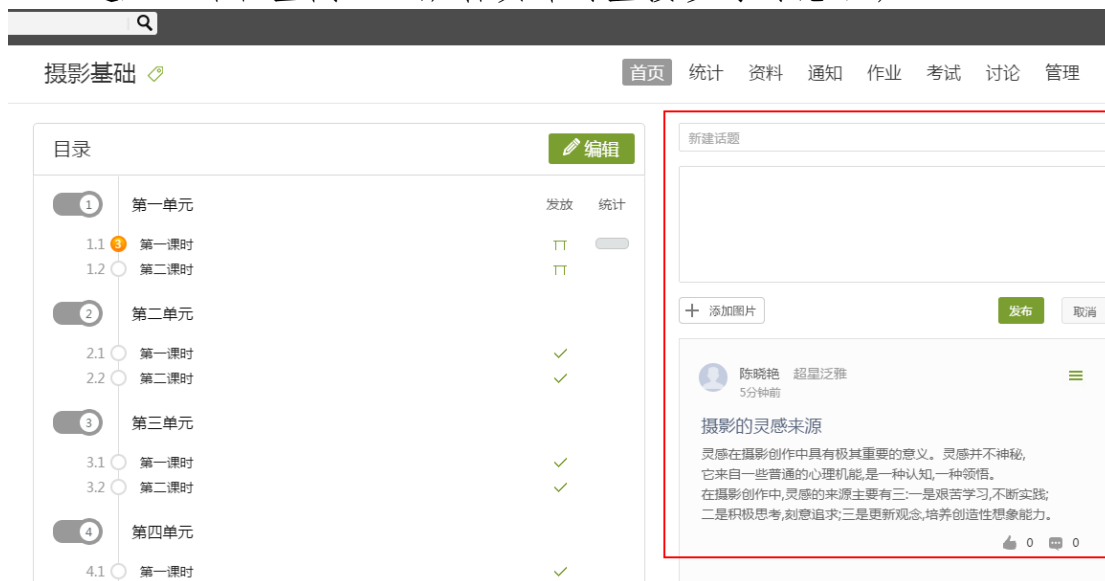 摄影基础
首页 统计 资料 通知 作业 考试 讨论 管理
目录
编辑
1 第一单元 发放 统计
1.1 3 第一课时
1.2 第二课时
2 第二单元
2.1 第一课时
2.2 第二课时
3 第三单元
3.1 第一课时
3.2 第二课时
4 第四单元
4.1 第一课时
新建话题
添加图片 发布 取消
陈晓艳 超星泛雅
5分钟前
摄影的灵感来源
灵感在摄影创作中具有极其重要的意义。灵感并不神秘,
它来自一些普通的心理机能,是一种认知,一种领悟。
在摄影创作中,灵感的来源主要有三:一是艰苦学习,不断实践;
二是积极思考,刻意追求;三是更新观念,培养创造性想象能力。
0 0